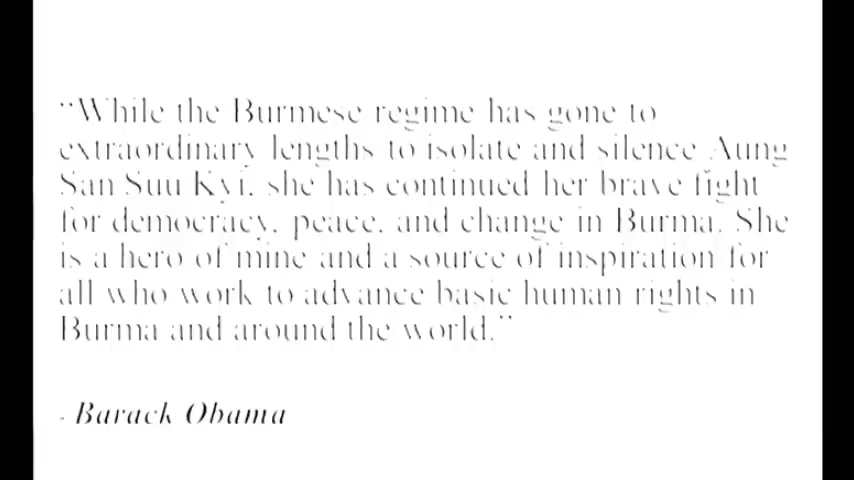 “While the Burmese regime has gone to
extraordinary lengths to isolate and silence Aung
San Suu Kyi, she has continued her brave fight
for democracy, peace, and change in Burma. She
is a hero of mine and a source of inspiration for
all who work to advance basic human rights in
Burma and around the world.”
- Barack Obama